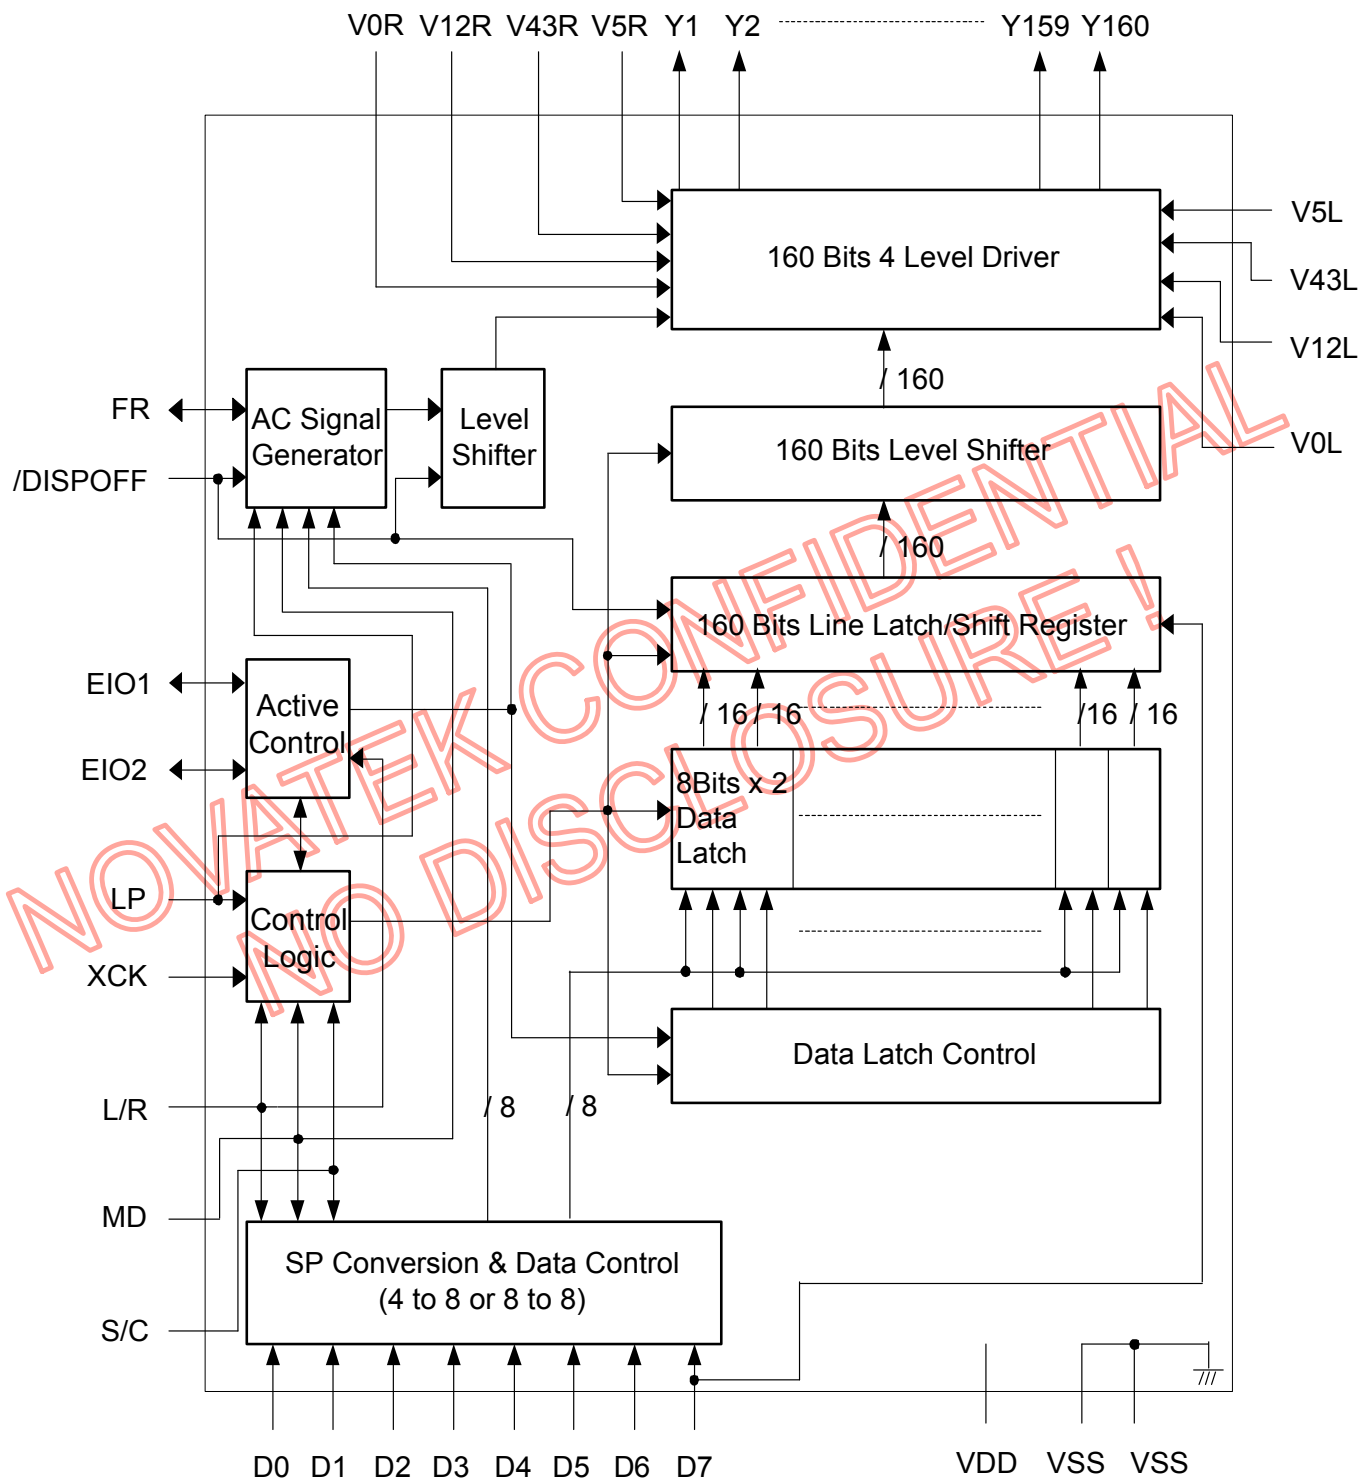 V0R V12R V43R V5R Y1 Y2 Y159 Y160
160 Bits 4 Level Driver
V5L
V43L
V12L
V0L
/ 160
FR
/DISPOFF
AC Signal
Generator
Level
Shifter
160 Bits Level Shifter
/ 160
160 Bits Line Latch/Shift Register
EIO1
EIO2
Active
Control
/ 16 / 16 /16 / 16
8Bits x 2
Data
Latch
LP
XCK
Control
Logic
Data Latch Control
L/R
MD
S/C
/ 8 / 8
SP Conversion & Data Control
(4 to 8 or 8 to 8)
D0 D1 D2 D3 D4 D5 D6 D7 VDD VSS VSS
NOVATEK CONFIDENTIAL
NO DISCLOSURE !